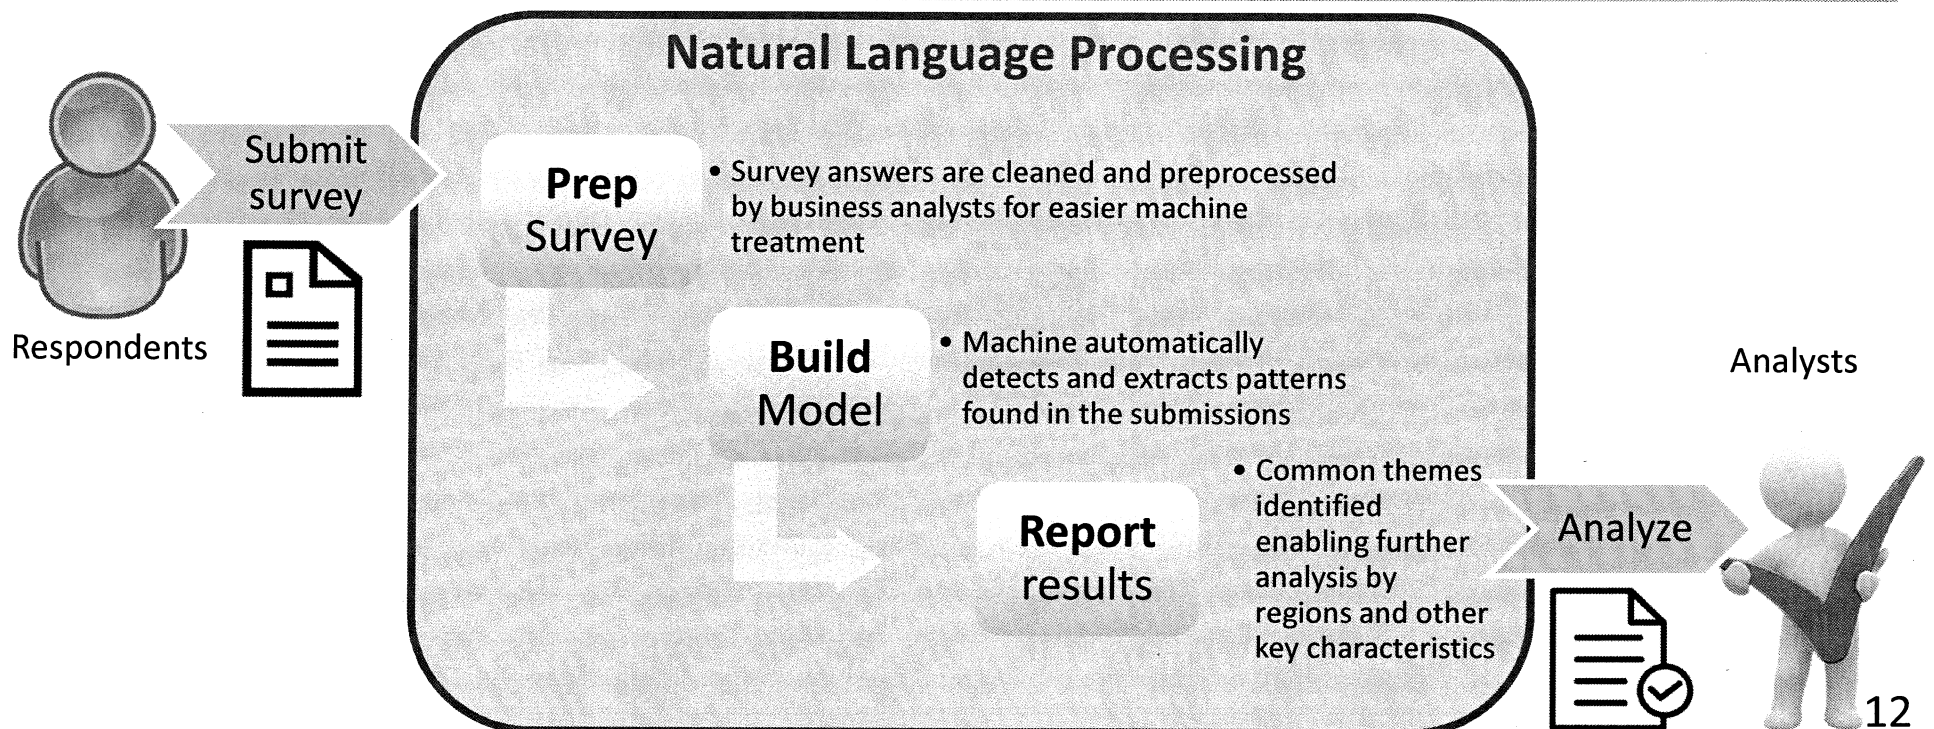 Natural Language Processing
Submit
survey
Respondents
Prep
Survey
• Survey answers are cleaned and preprocessed
by business analysts for easier machine
treatment
Build
Model
• Machine automatically
detects and extracts patterns
found in the submissions
Report
results
• Common themes
identified
enabling further
analysis by
regions and other
key characteristics
Analyze
Analysts
12